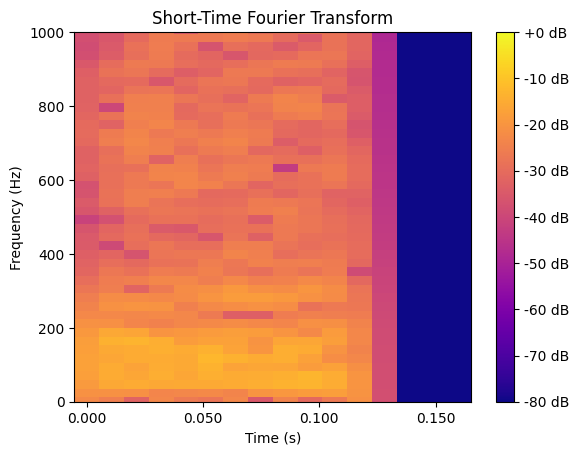 Short-Time Fourier Transform
1000
800
600
400
200
0
Frequency (Hz)
0.000
0.050
0.100
0.150
Time (s)
+0 dB
-10 dB
-20 dB
-30 dB
-40 dB
-50 dB
-60 dB
-70 dB
-80 dB